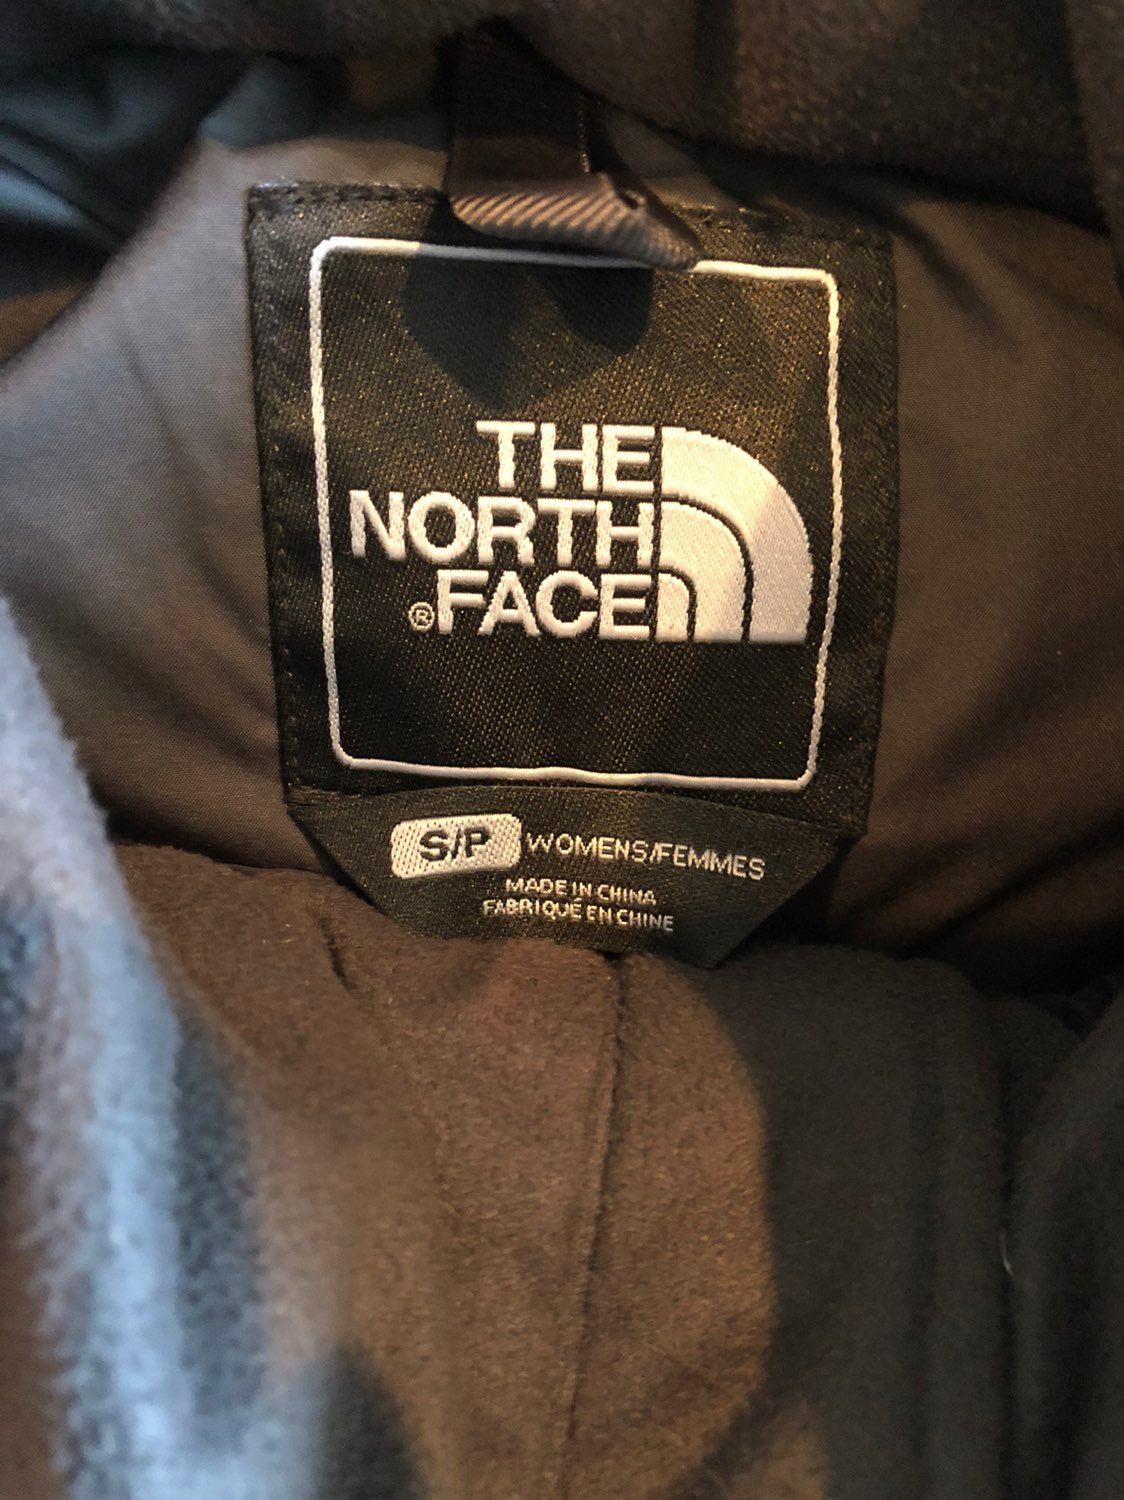 THE
NORTH
®FACE
S/P WOMENS/FEMMES
MADE IN CHINA
FABRIQUÉ EN CHINE